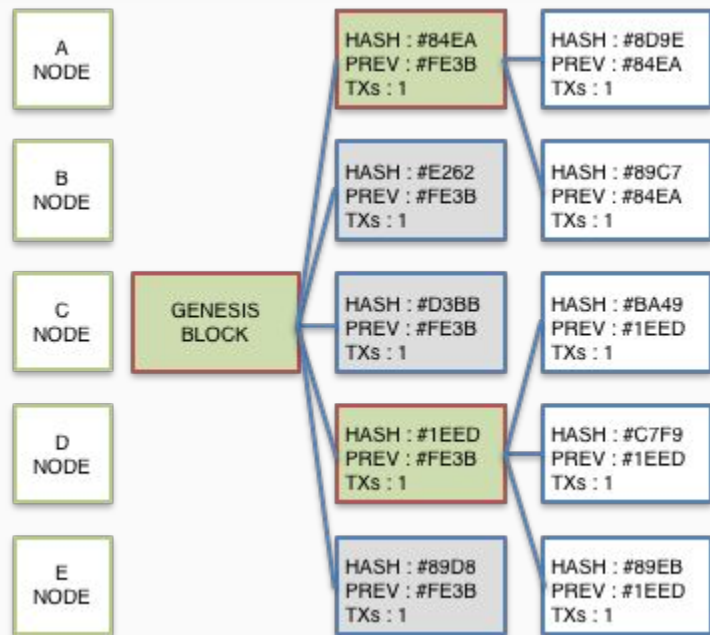 A
NODE
HASH : #84EA
PREV : #FE3B
TXs : 1
HASH : #8D9E
PREV : #84EA
TXs : 1
B
NODE
HASH : #E262
PREV : #FE3B
TXs : 1
HASH : #89C7
PREV : #84EA
TXs : 1
C
NODE
GENESIS
BLOCK
HASH : #D3BB
PREV : #FE3B
TXs : 1
HASH : #BA49
PREV : #1EED
TXs : 1
D
NODE
HASH : #1EED
PREV : #FE3B
TXs : 1
HASH : #C7F9
PREV : #1EED
TXs : 1
E
NODE
HASH : #89D8
PREV : #FE3B
TXs : 1
HASH : #89EB
PREV : #1EED
TXs : 1